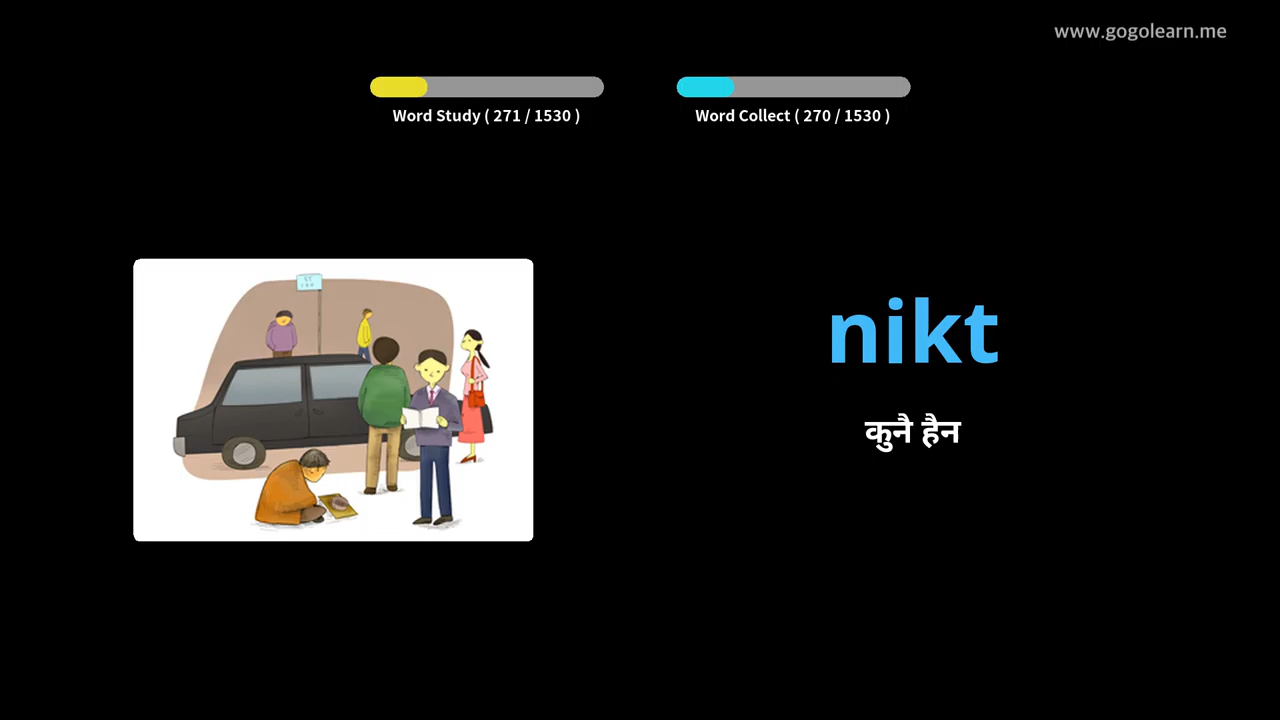 www.gogolearn.me
Word Study ( 271 / 1530 )
Word Collect ( 270 / 1530 )
nikt
कुनै हैन